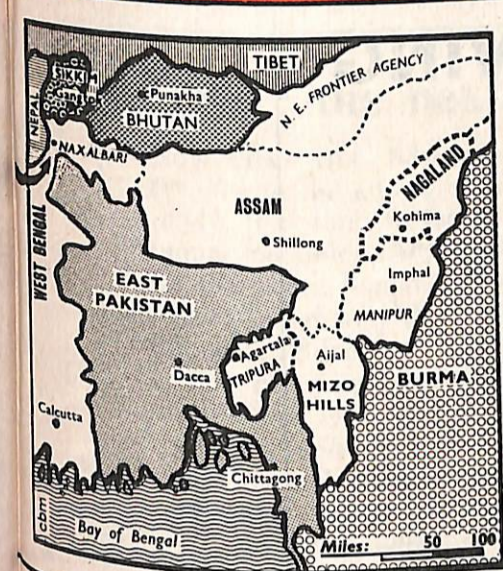 TIBET
SIKKIM
Gangtok
Punakha
BHUTAN
N. E. FRONTIER AGENCY
NEPAL
NAXALBARI
NAGALAND
ASSAM
Kohima
Shillong
WEST BENGAL
Imphal
EAST
PAKISTAN
MANIPUR
Agartala
Aijal
TRIPURA
Dacca
MIZO
HILLS
BURMA
Calcutta
Chittagong
cbm
Bay of Bengal
Miles: 50 100